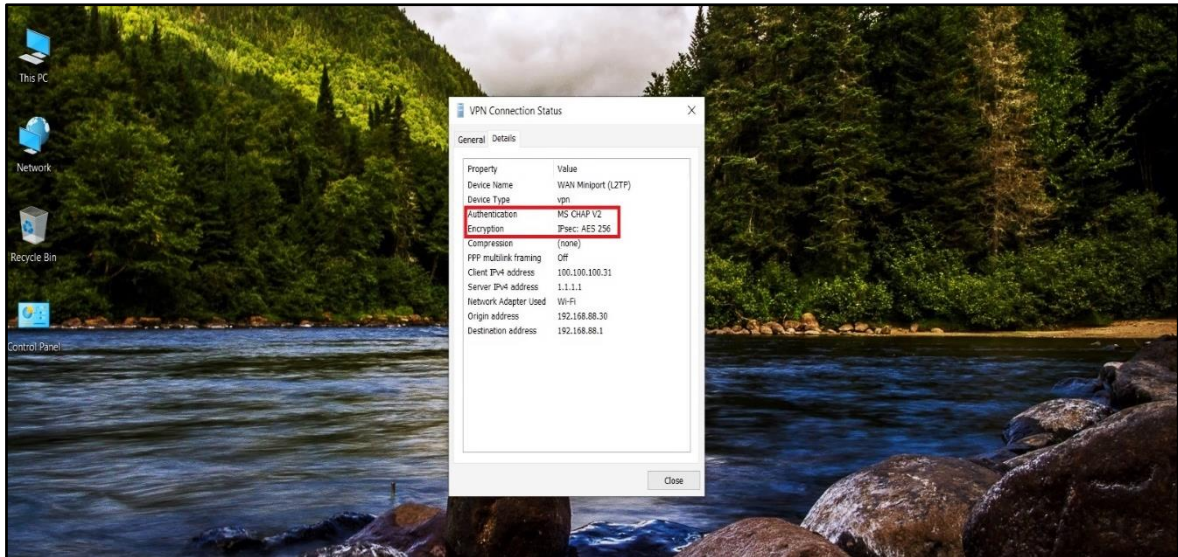 This PC
Network
Recycle Bin
Control Panel
VPN Connection Status
General Details
Property Value
Device Name WAN Miniport (L2TP)
Device Type vpn
Authentication MS CHAP V2
Encryption IPsec: AES 256
Compression (none)
PPP multilink framing Off
Client IPv4 address 100.100.100.31
Server IPv4 address 1.1.1.1
Network Adapter Used Wi-Fi
Origin address 192.168.88.30
Destination address 192.168.88.1
Close